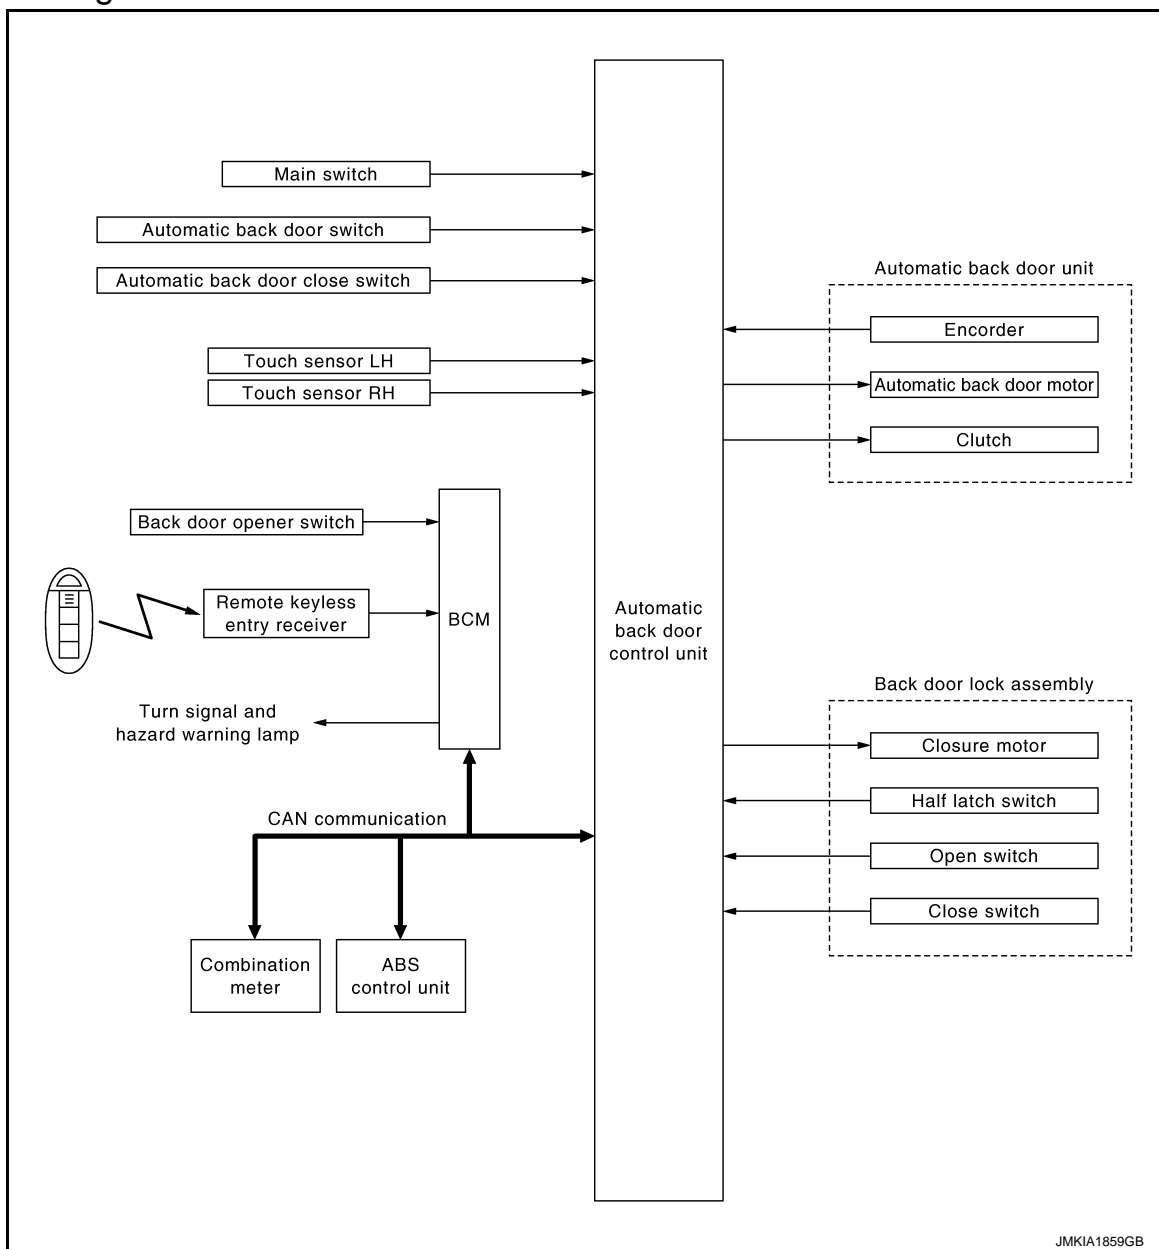 Main switch
Automatic back door switch
Automatic back door close switch
Touch sensor LH
Touch sensor RH
Back door opener switch
Remote keyless
entry receiver
BCM
Turn signal and
hazard warning lamp
CAN communication
Combination
meter
ABS
control unit
Automatic
back door
control unit
Automatic back door unit
Encorder
Automatic back door motor
Clutch
Back door lock assembly
Closure motor
Half latch switch
Open switch
Close switch
JMKIA1859GB